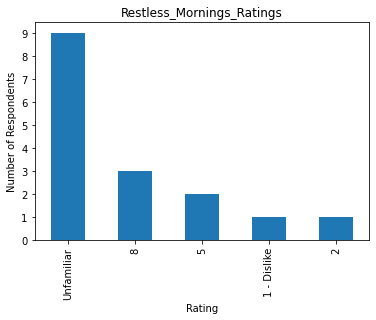 Restless_Mornings_Ratings
Number of Respondents
9
8
7
6
5
4
3
2
1
0
Unfamiliar
8
5
1 - Dislike
2
Rating